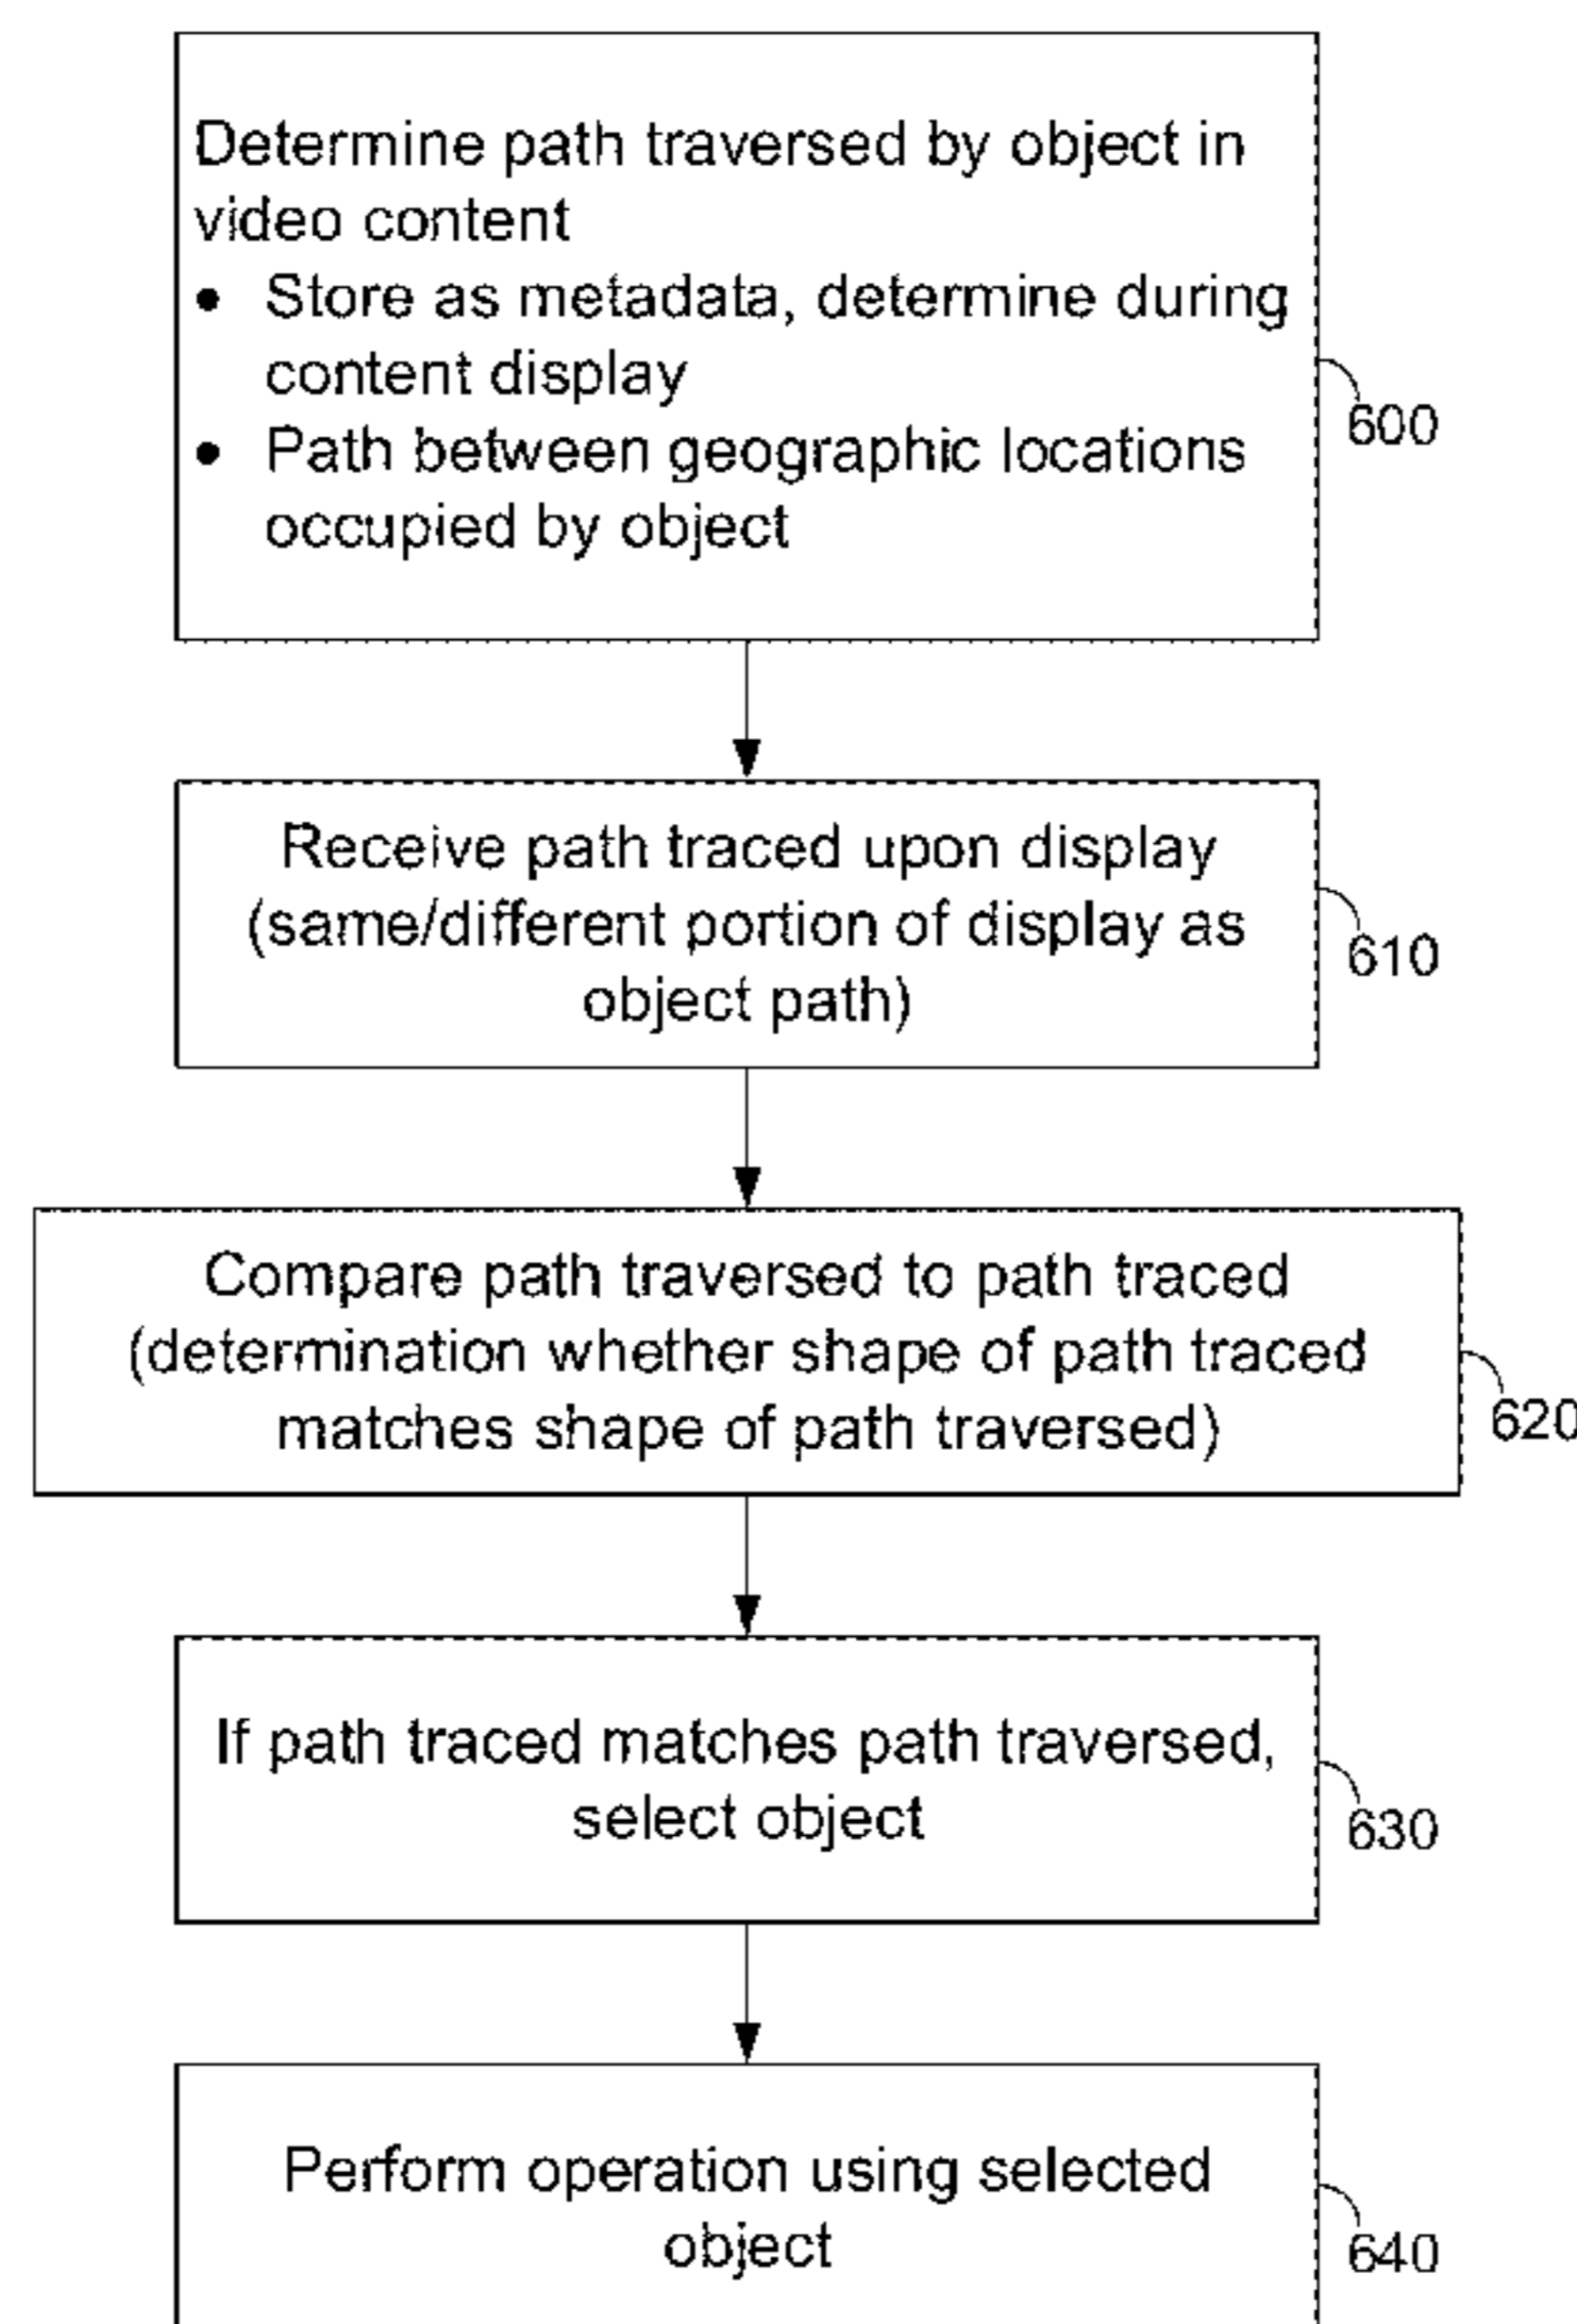 Determine path traversed by object in
video content
• Store as metadata, determine during
content display
• Path between geographic locations
occupied by object
600
Receive path traced upon display
(same/different portion of display as
object path)
610
Compare path traversed to path traced
(determination whether shape of path traced
matches shape of path traversed)
620
If path traced matches path traversed,
select object
630
Perform operation using selected
object
640